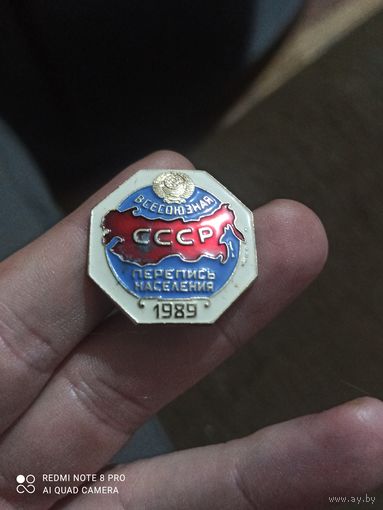 ВСЕСОЮЗНАЯ
СССР
ПЕРЕПИСЬ
НАСЕЛЕНИЯ
1989
REDMI NOTE 8 PRO
AI QUAD CAMERA
www.ay.by